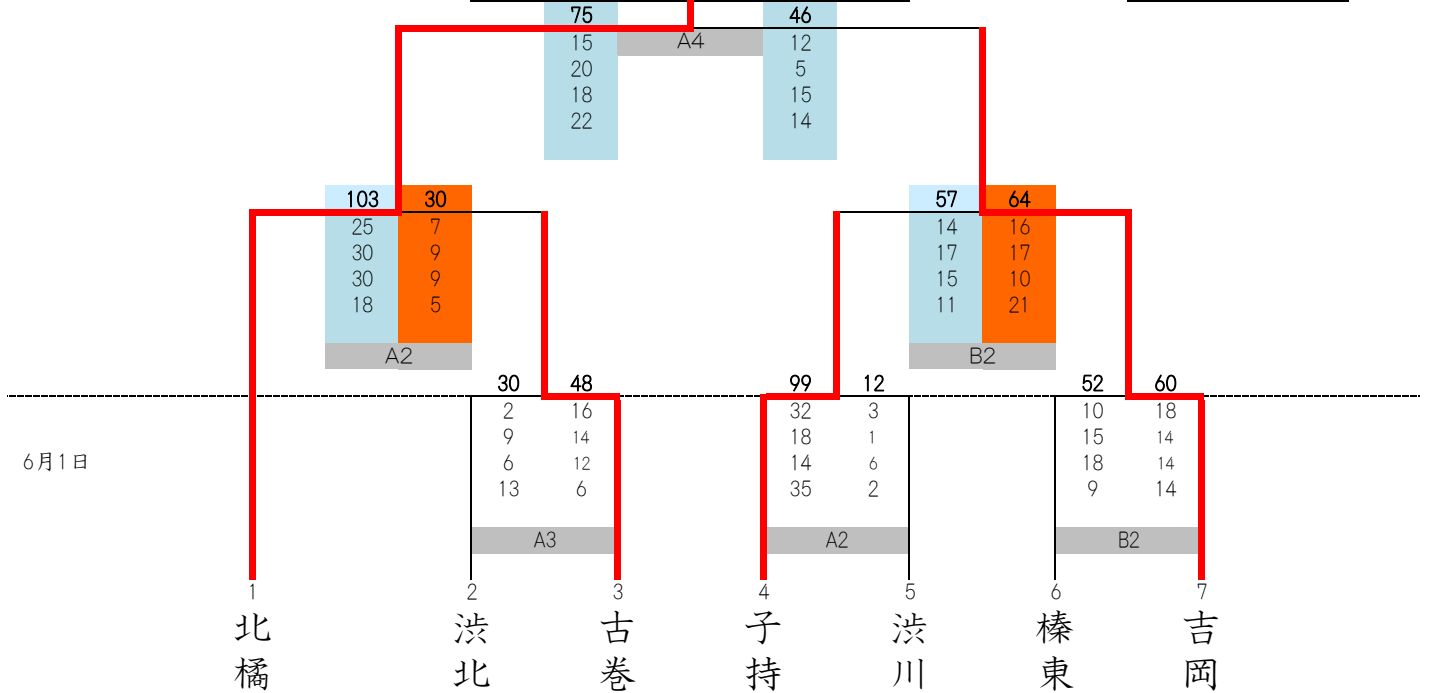 75 46
15 A4 12
20 5
18 15
22 14
103 30 57 64
25 7 14 16
30 9 17 17
30 9 15 10
18 5 11 21
A2 B2
30 48 99 12 52 60
2 16 32 3 10 18
9 14 18 1 15 14
6月1日 6 12 14 6 18 14
13 6 35 2 9 14
A3 A2 B2
1 2 3 4 5 6 7
北橘 渋北 古巻 子持 渋川 榛東 吉岡